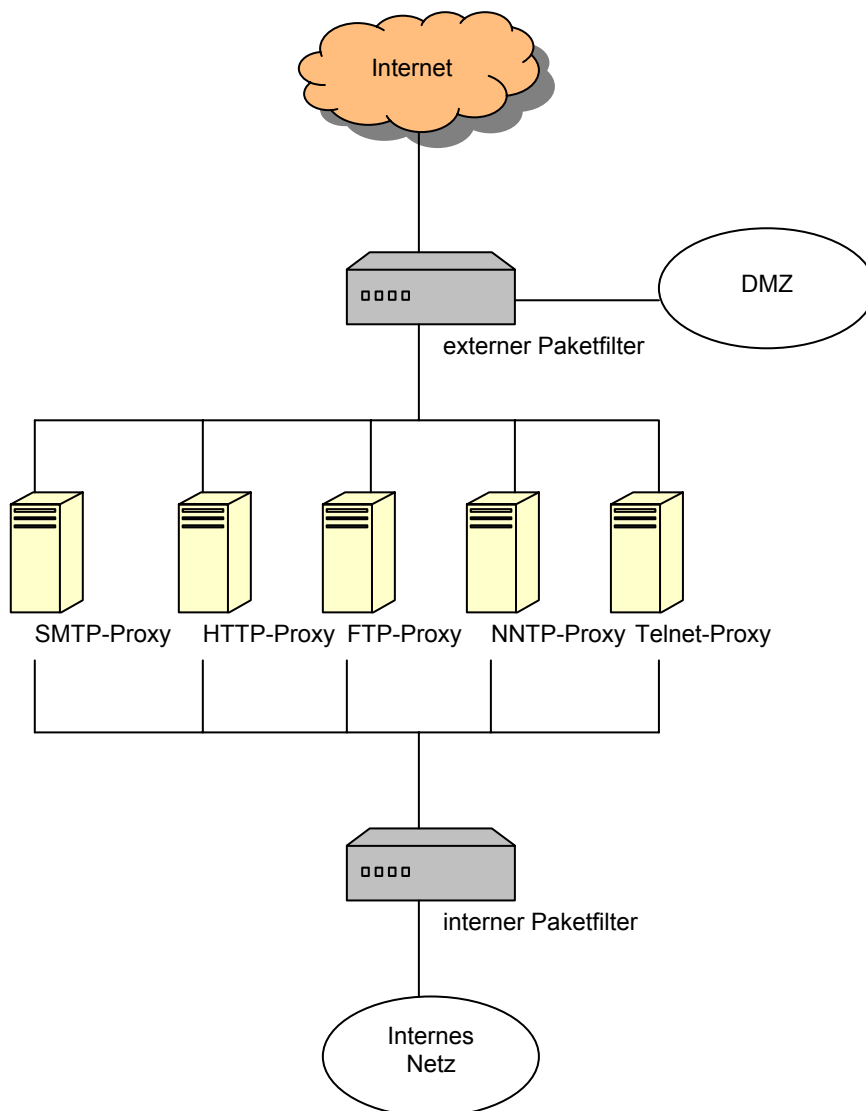 Internet
DMZ
externer Paketfilter
SMTP-Proxy
HTTP-Proxy
FTP-Proxy
NNTP-Proxy
Telnet-Proxy
interner Paketfilter
Internes
Netz